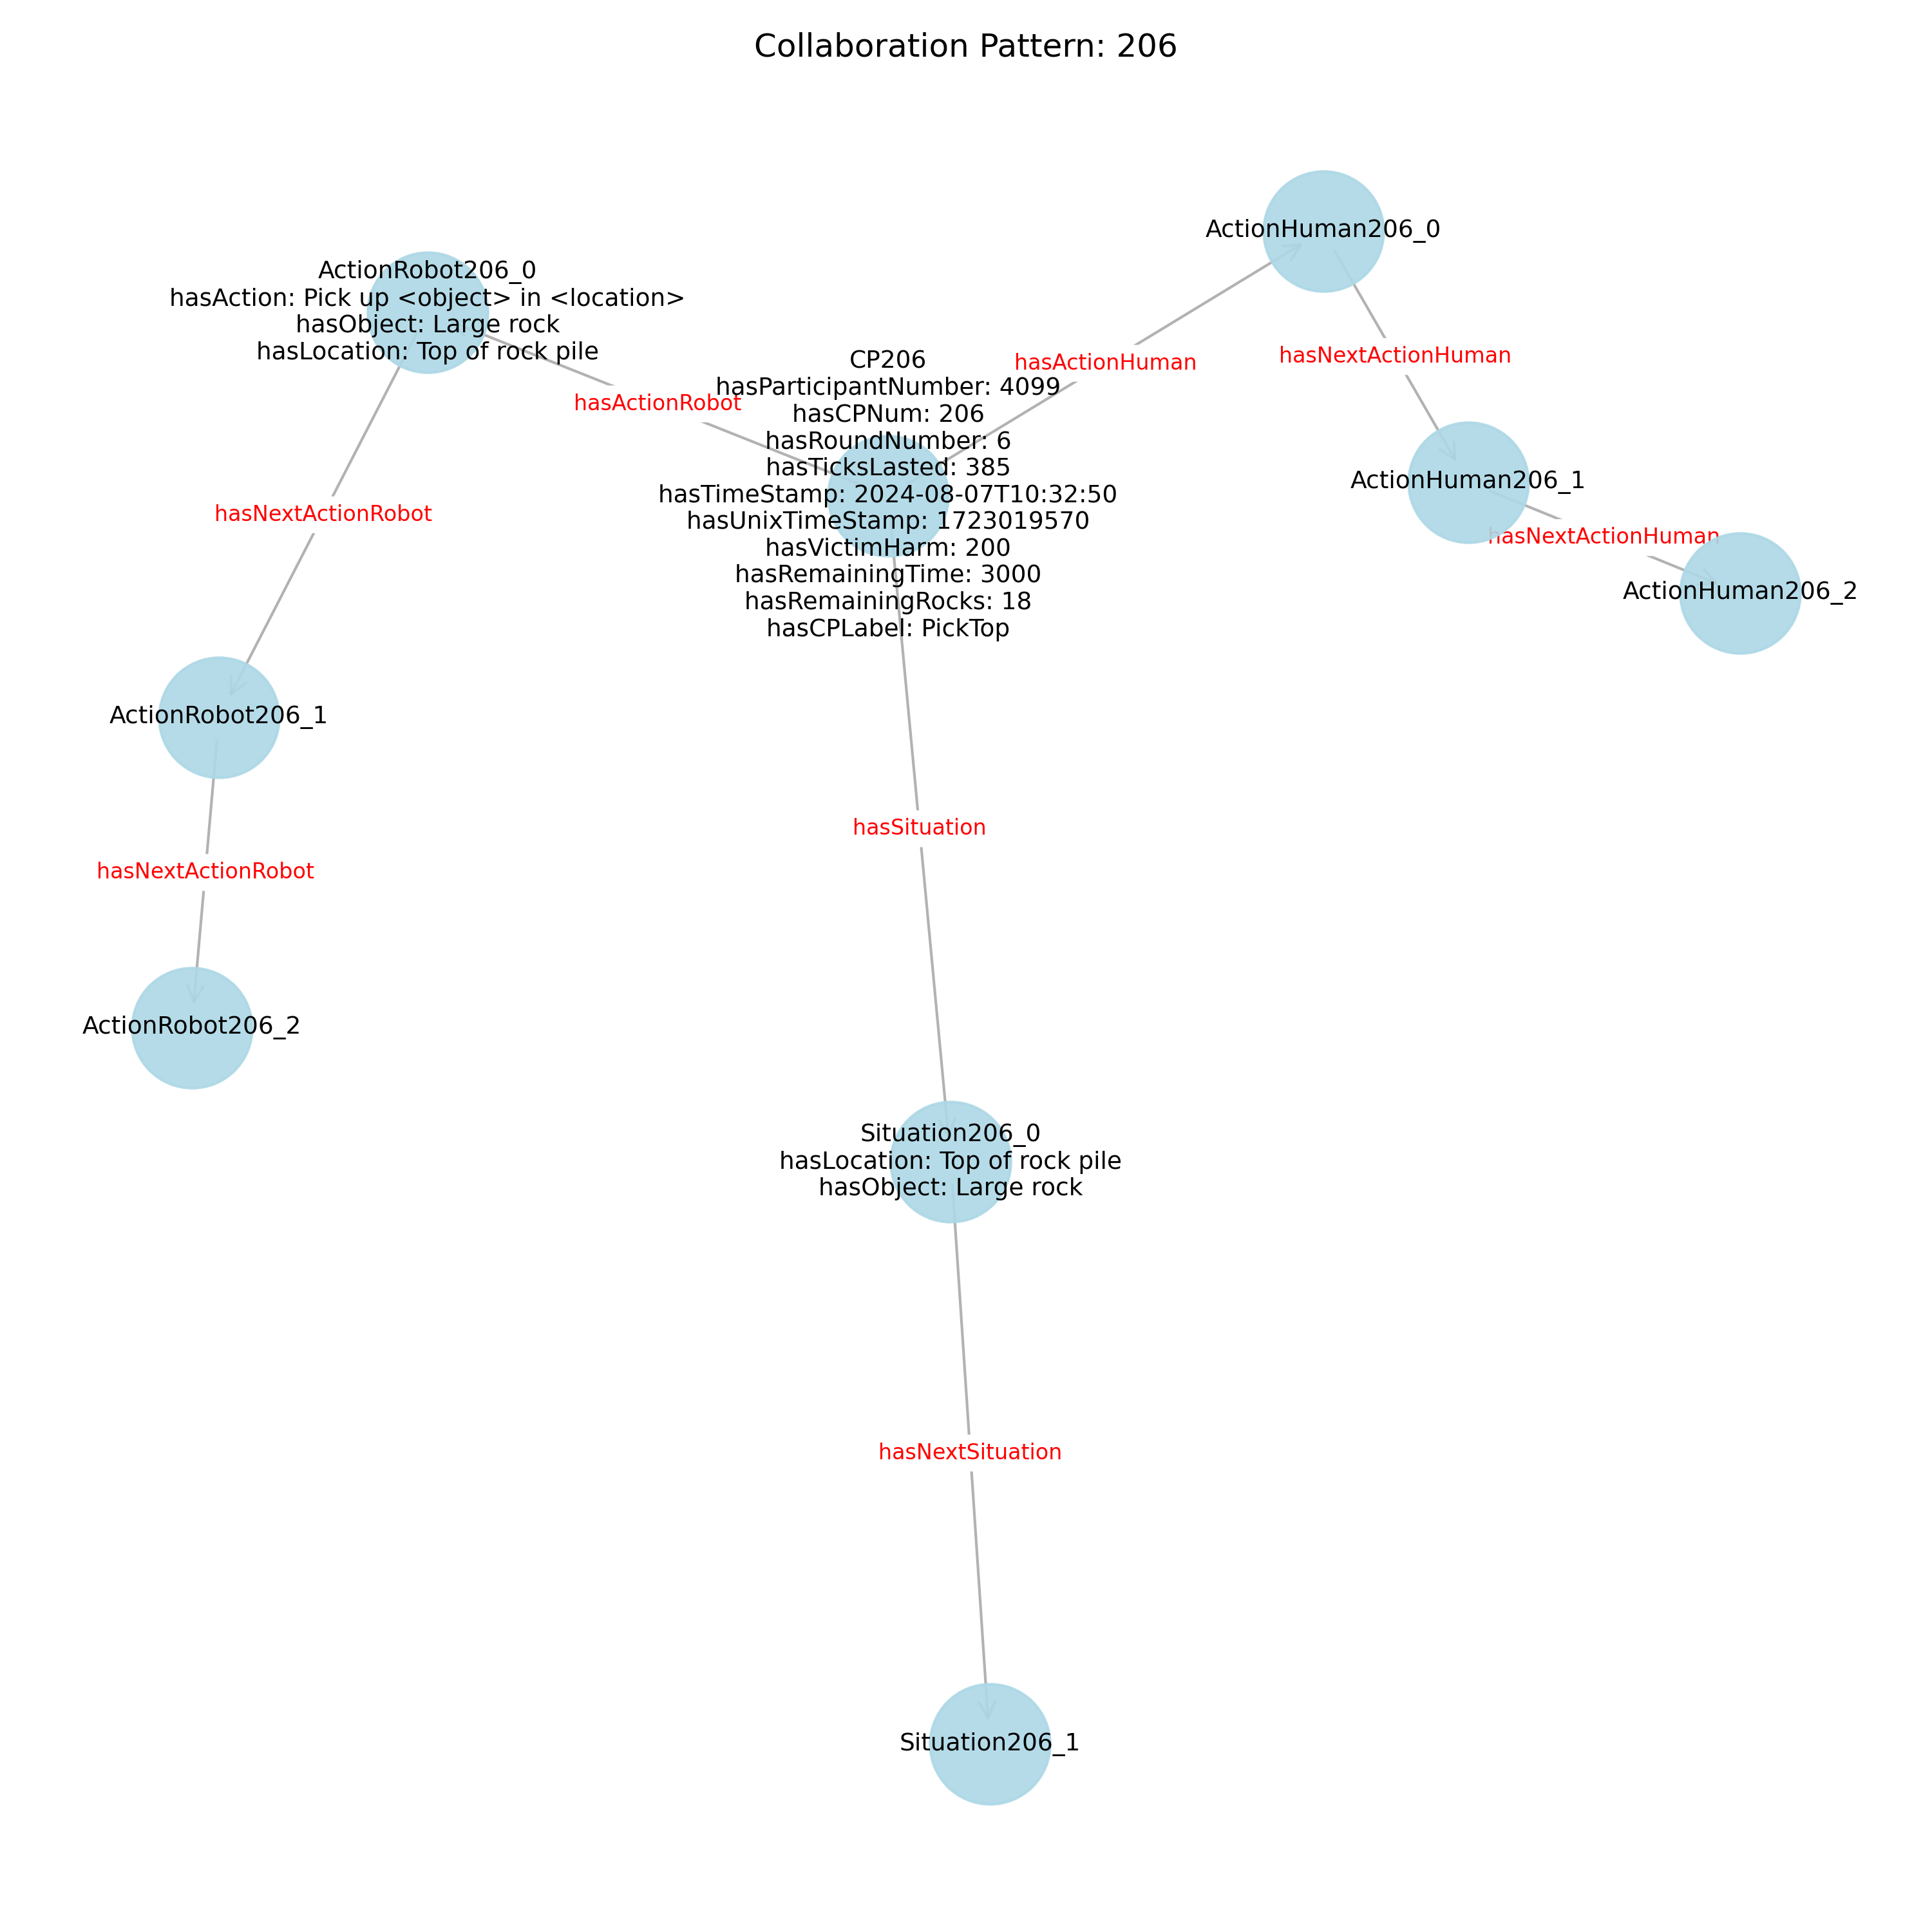 Collaboration Pattern: 206
ActionHuman206_0
ActionRobot206_0
hasAction: Pick up <object> in <location>
hasObject: Large rock
hasLocation: Top of rock pile
hasActionRobot
hasActionHuman
hasNextActionHuman
CP206
hasParticipantNumber: 4099
hasCPNum: 206
hasRoundNumber: 6
hasTicksLasted: 385
hasTimeStamp: 2024-08-07T10:32:50
hasUnixTimeStamp: 1723019570
hasVictimHarm: 200
hasRemainingTime: 3000
hasRemainingRocks: 18
hasCPLabel: PickTop
ActionHuman206_1
hasNextActionHuman
ActionHuman206_2
hasNextActionRobot
ActionRobot206_1
hasNextActionRobot
ActionRobot206_2
hasSituation
Situation206_0
hasLocation: Top of rock pile
hasObject: Large rock
hasNextSituation
Situation206_1